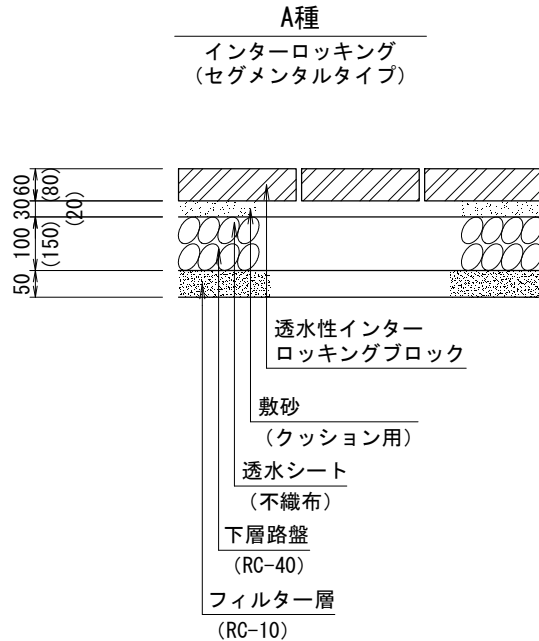 A種
インターロッキング
(セグメンタルタイプ)
60
(80)
30
(20)
100
(150)
50
透水性インター
ロッキングブロック
敷砂
(クッション用)
透水シート
(不織布)
下層路盤
(RC-40)
フィルター層
(RC-10)